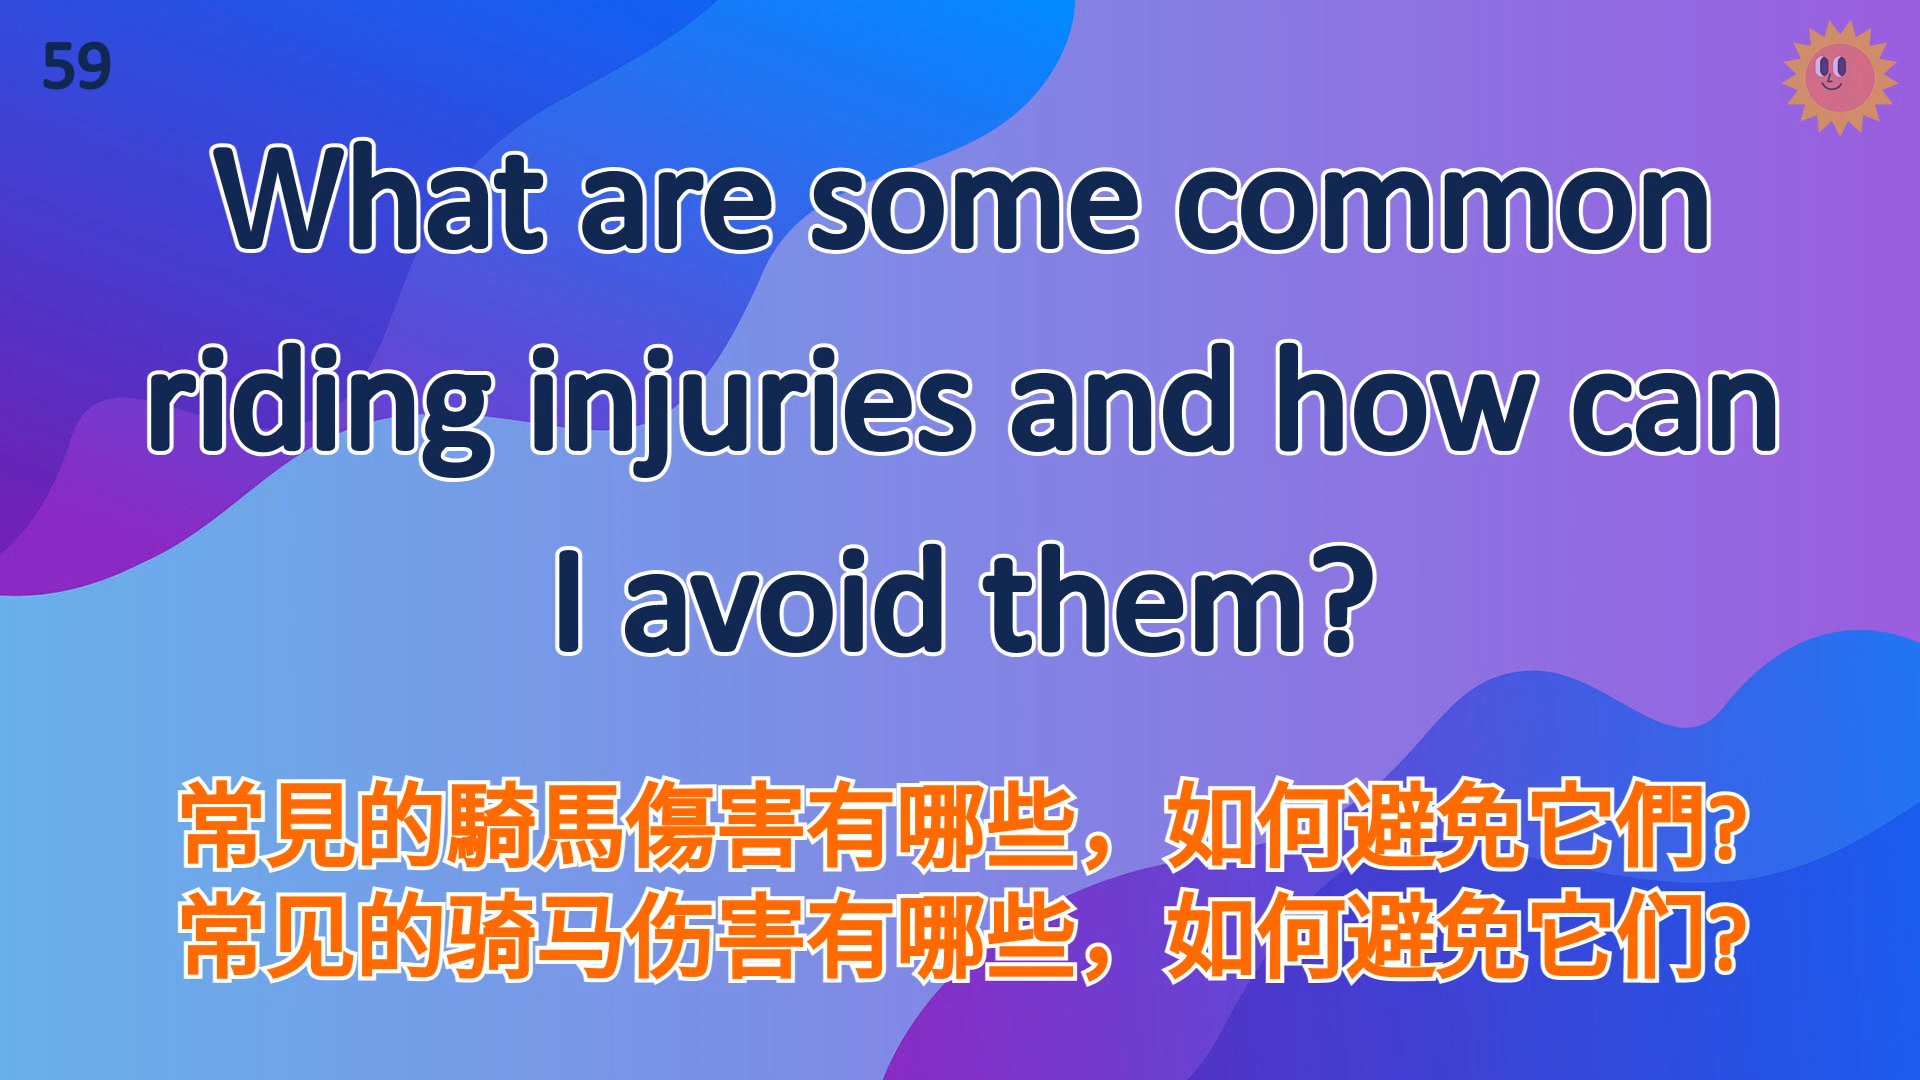 59
What are some common
riding injuries and how can
I avoid them?
常見的騎馬傷害有哪些，如何避免它們?
常见的骑马伤害有哪些，如何避免它们?